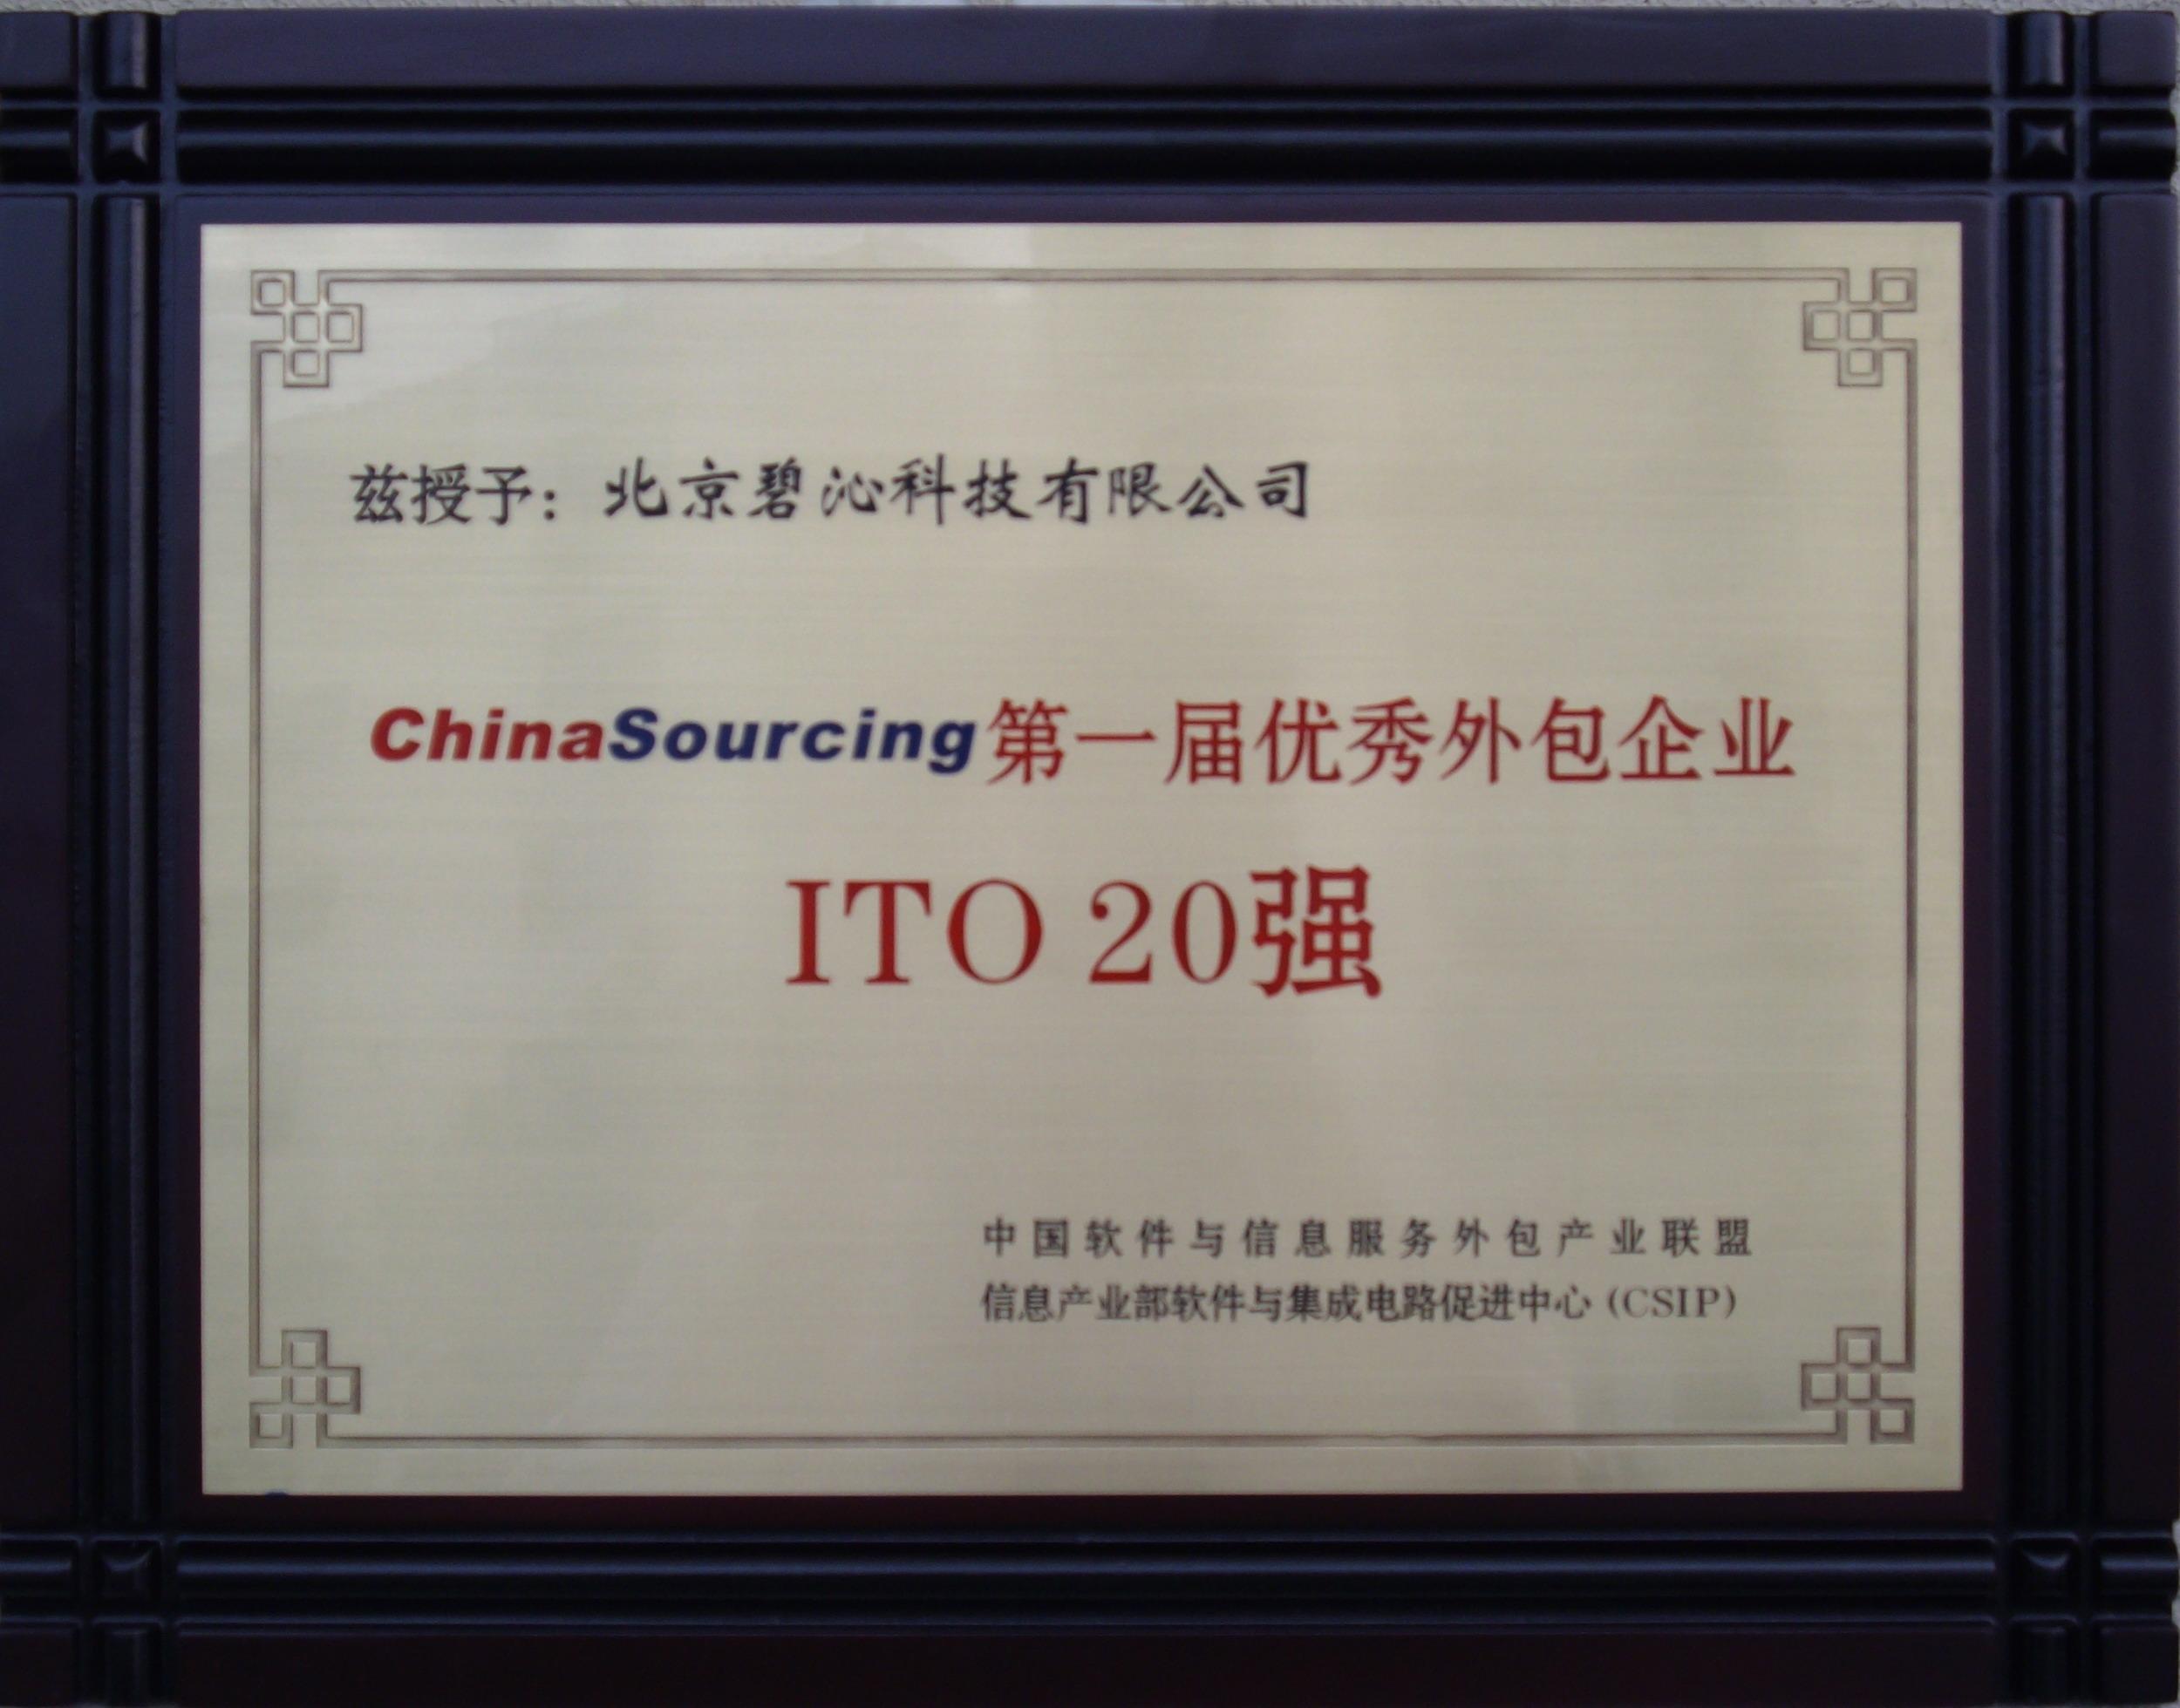 兹授予：北京碧沁科技有限公司
ChinaSourcing第一届优秀外包企业
ITO 20强
中国软件与信息服务外包产业联盟
信息产业部软件与集成电路促进中心 (CSIP)